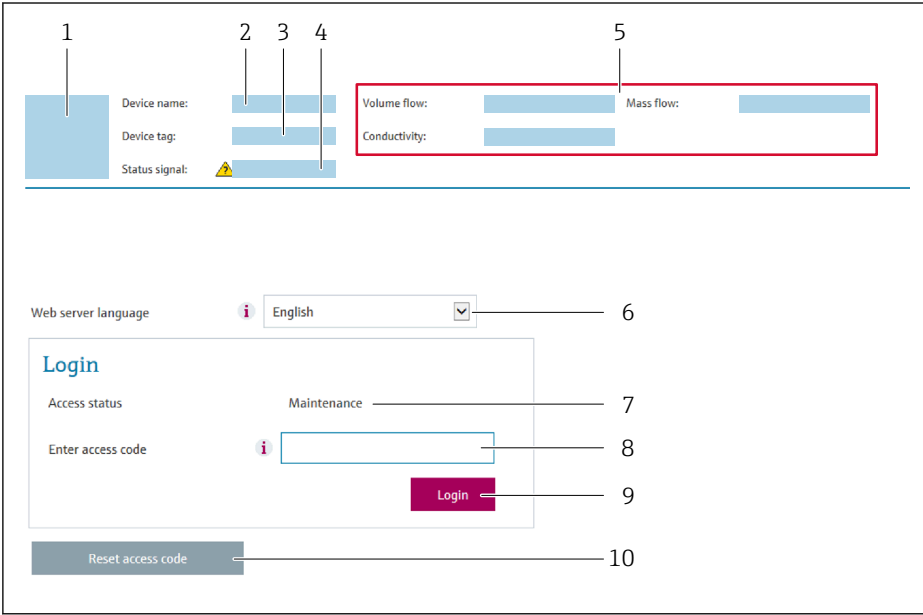 1 2 3 4 5
Device name: Volume flow: Mass flow:
Device tag: Conductivity:
Status signal: ?
Web server language i English 6
Login
Access status Maintenance 7
Enter access code i 8
Login 9
Reset access code 10